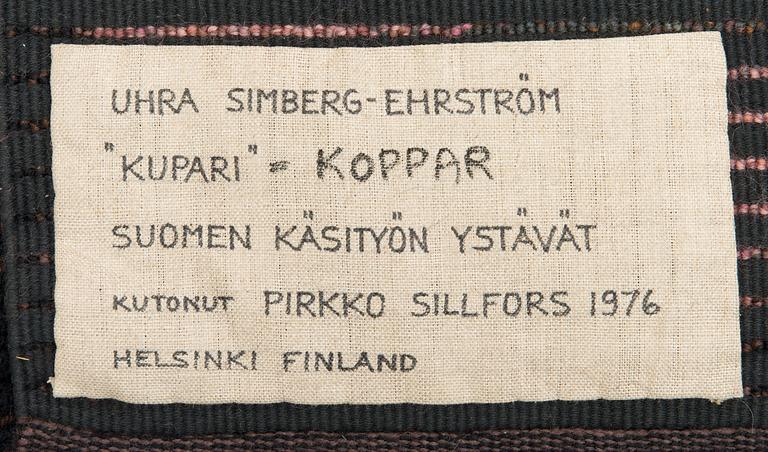 UHRA SIMBERG-EHRSTRÖM
"KUPARI" - KOPPAR
SUOMEN KÄSITYÖN YSTÄVÄT
KUTONUT PIRKKO SILLFORS 1976
HELSINKI FINLAND